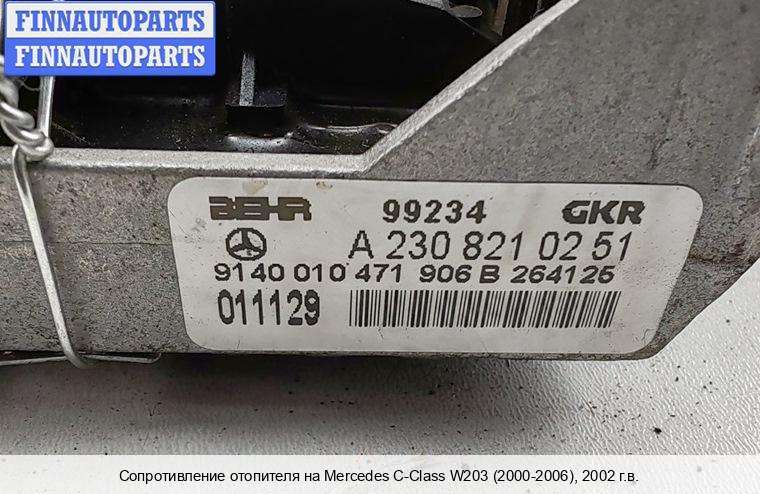 FINNAUTOPARTS
FINNAUTOPARTS
BEHR 99234 GKR
A 230 821 02 51
9140 010 471 906 B 264126
011129
Сопротивление отопителя на Mercedes C-Class W203 (2000-2006), 2002 г.в.